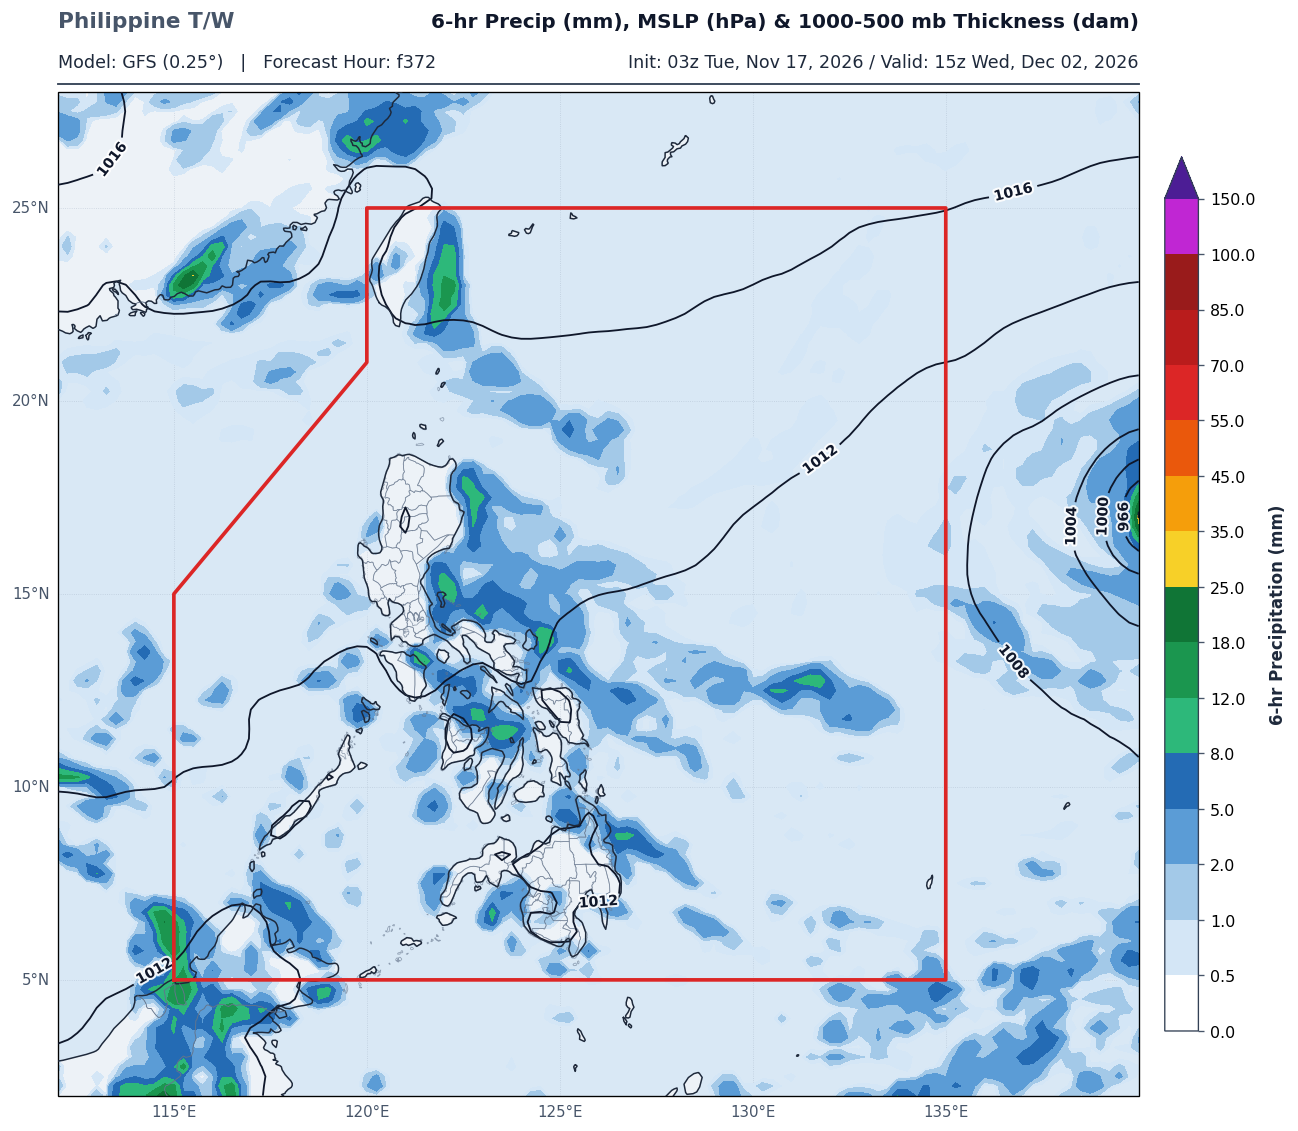 Philippine T/W
6-hr Precip (mm), MSLP (hPa) & 1000-500 mb Thickness (dam)
Model: GFS (0.25°) | Forecast Hour: f372
Init: 03z Tue, Nov 17, 2026 / Valid: 15z Wed, Dec 02, 2026
1016
1016
1012
1004
1000
996
1008
1012
1012
25°N
20°N
15°N
10°N
5°N
115°E
120°E
125°E
130°E
135°E
150.0
100.0
85.0
70.0
55.0
45.0
35.0
25.0
18.0
12.0
8.0
5.0
2.0
1.0
0.5
0.0
6-hr Precipitation (mm)